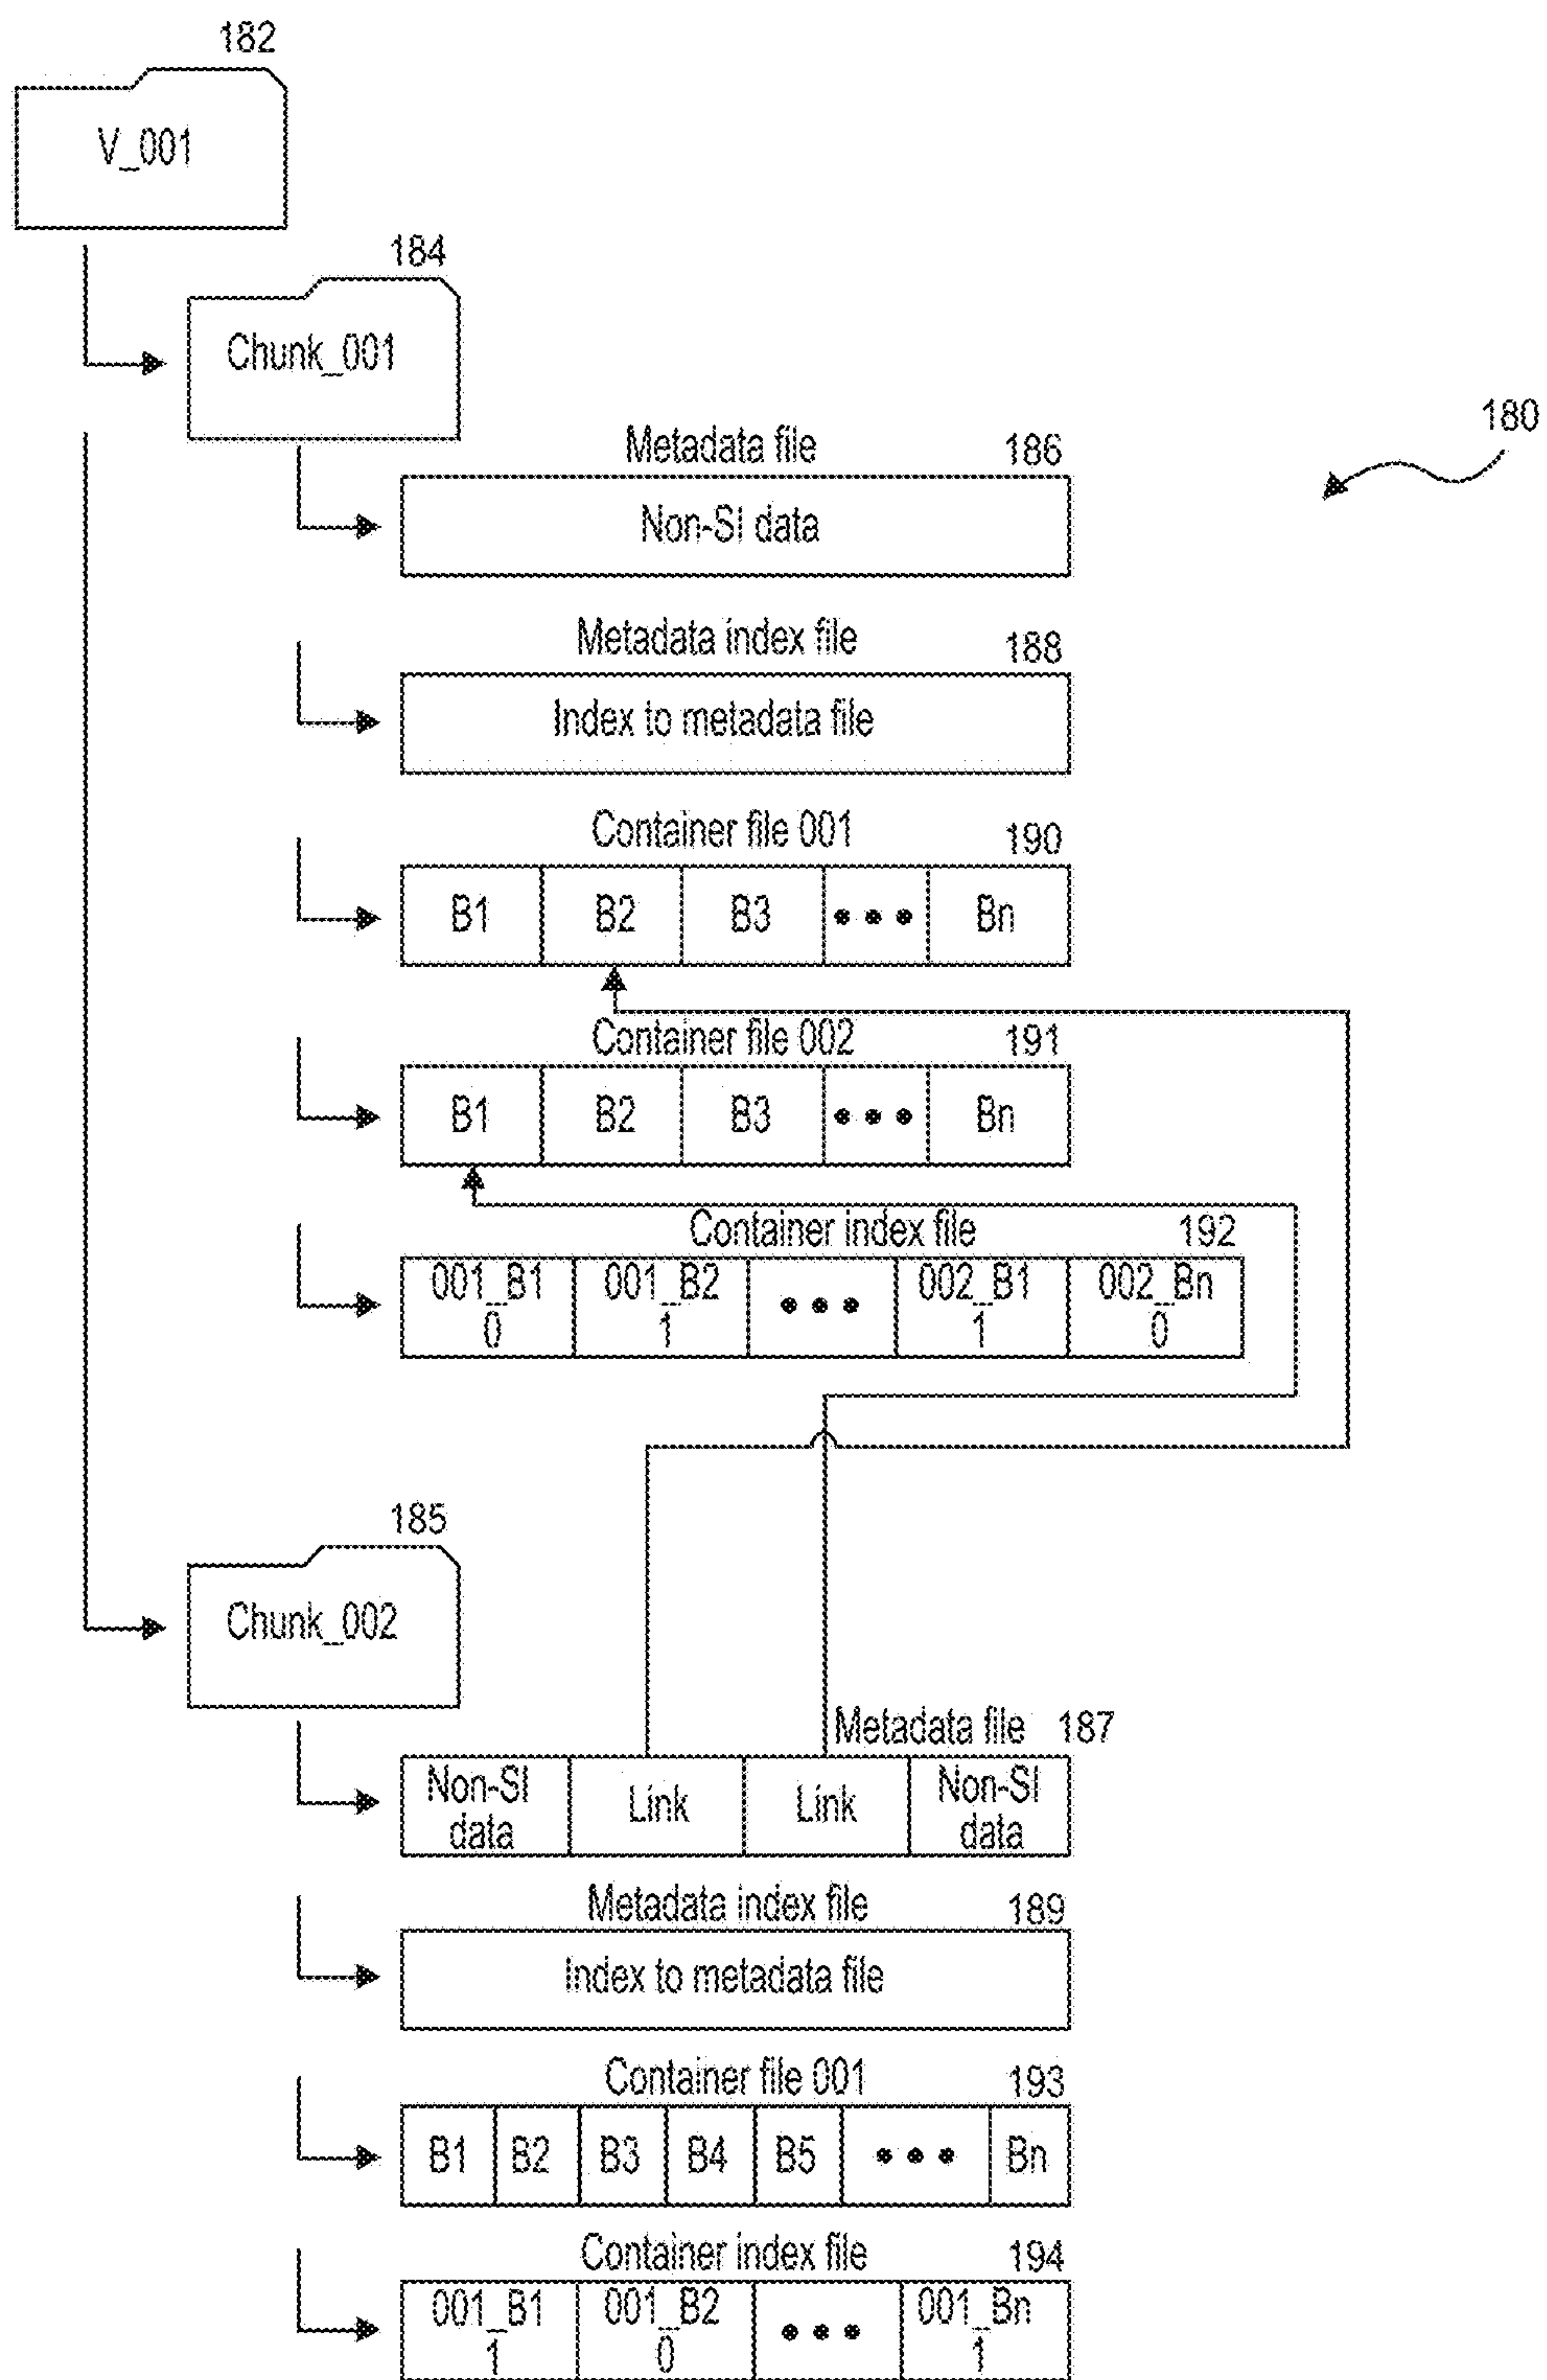 182
V_001
184
Chunk_001
180
Metadata file 186
Non-SI data
Metadata index file 188
Index to metadata file
Container file 001 190
B1 B2 B3 ••• Bn
Container file 002 191
B1 B2 B3 ••• Bn
Container index file 192
001_B1 001_B2 ••• 002_B1 002_Bn
0 1 1 0
185
Chunk_002
Metadata file 187
Non-SI Link Link Non-SI
data data
Metadata index file 189
Index to metadata file
Container file 001 193
B1 B2 B3 B4 B5 ••• Bn
Container index file 194
001_B1 001_B2 ••• 001_Bn
1 0 1